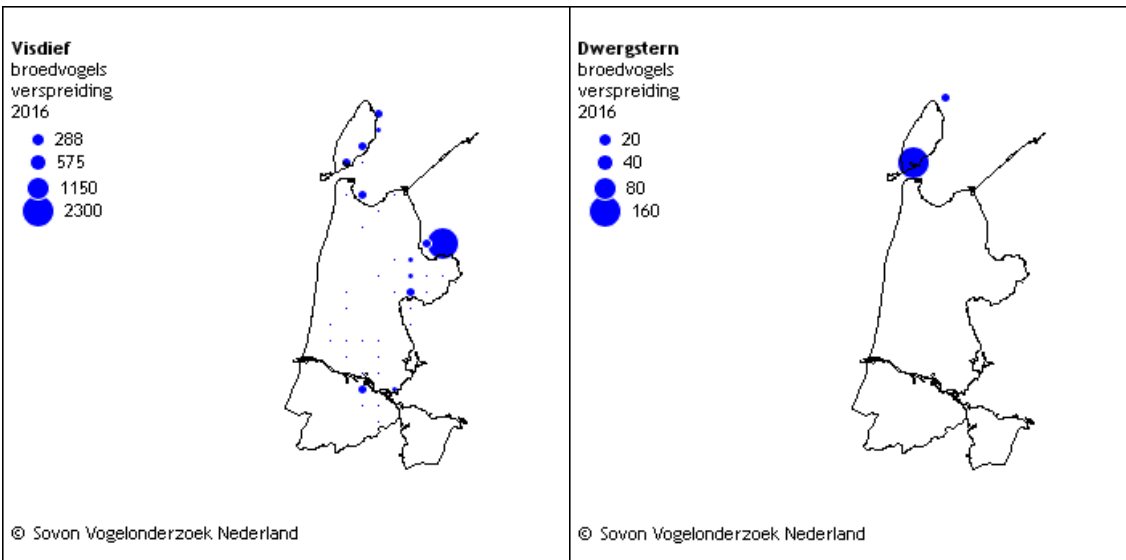 Visdief
broedvogels
verspreiding
2016
288
575
1150
2300
© Sovon Vogelonderzoek Nederland
Dwergstern
broedvogels
verspreiding
2016
20
40
80
160
© Sovon Vogelonderzoek Nederland